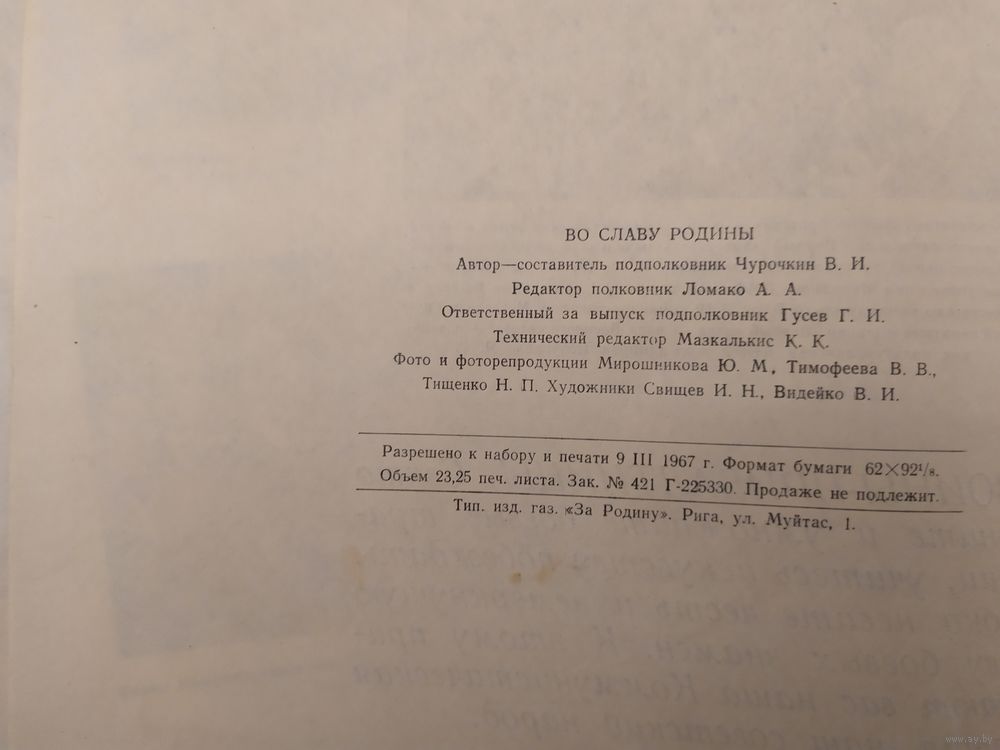 ВО СЛАВУ РОДИНЫ
Автор—составитель подполковник Чурочкин В. И.
Редактор полковник Ломако А. А.
Ответственный за выпуск подполковник Гусев Г. И.
Технический редактор Мазкалькис К. К.
Фото и фоторепродукции Мирошникова Ю. М, Тимофеева В. В.,
Тищенко Н. П. Художники Свищев И. Н., Видейко В. И.
Разрешено к набору и печати 9 III 1967 г. Формат бумаги 62×92¹/₈.
Объем 23,25 печ. листа. Зак. № 421 Г-225330. Продаже не подлежит.
Тип. изд. газ. «За Родину». Рига, ул. Муйтас, 1.
www.ay.by